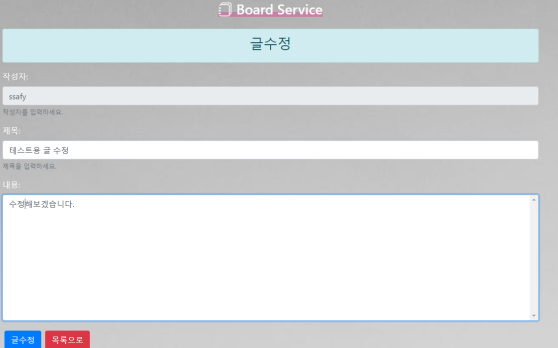 Board Service
글수정
작성자:
ssafy
작성자를 입력하세요.
제목:
테스트용 글 수정
제목을 입력하세요.
내용:
수정해보겠습니다.
글수정 목록으로